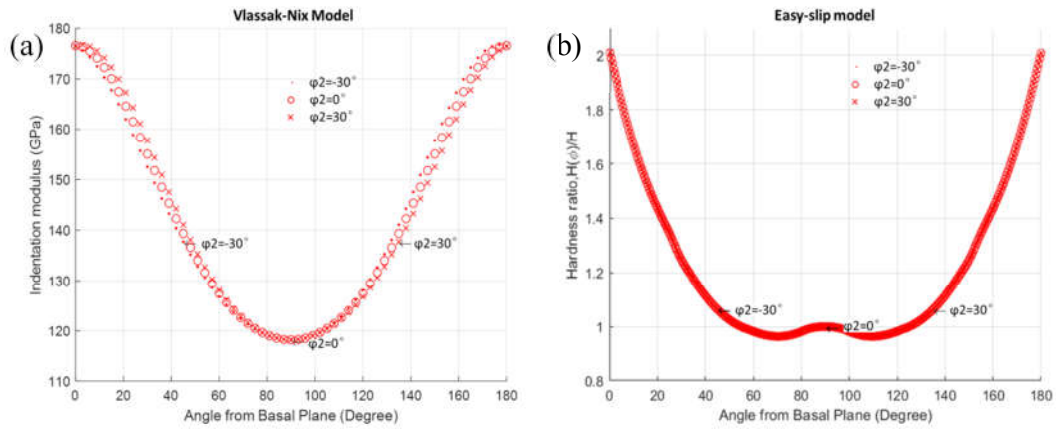 (a)
Vlassak-Nix Model
Indentation modulus (GPa)
170
160
150
140
130
120
110
φ2=-30°
φ2=0°
φ2=30°
φ2=-30°
φ2=30°
φ2=0°
0 20 40 60 80 100 120 140 160 180
Angle from Basal Plane (Degree)
(b)
Easy-slip model
Hardness ratio,H(ϕ)/H
2
1.8
1.6
1.4
1.2
1
0.8
φ2=-30°
φ2=0°
φ2=30°
φ2=-30°
φ2=30°
φ2=0°
0 20 40 60 80 100 120 140 160 180
Angle from Basal Plane (Degree)